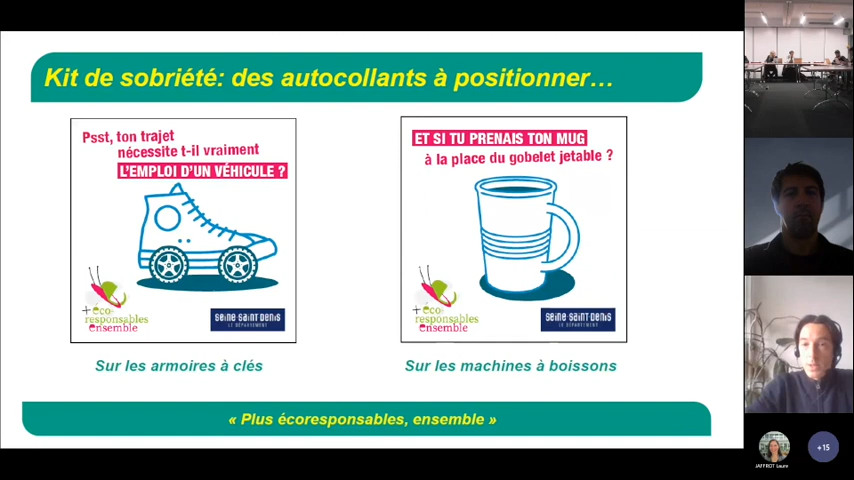 Kit de sobriété: des autocollants à positionner…
Psst, ton trajet
nécessite t-il vraiment
L'EMPLOI D'UN VÉHICULE ?
+ éco-
responsables
ensemble
SEINE-SAINT-DENIS
LE DÉPARTEMENT
Sur les armoires à clés
ET SI TU PRENAIS TON MUG
à la place du gobelet jetable ?
+ éco-
responsables
ensemble
SEINE-SAINT-DENIS
LE DÉPARTEMENT
Sur les machines à boissons
« Plus écoresponsables, ensemble »
JAFFROT Laure
+15